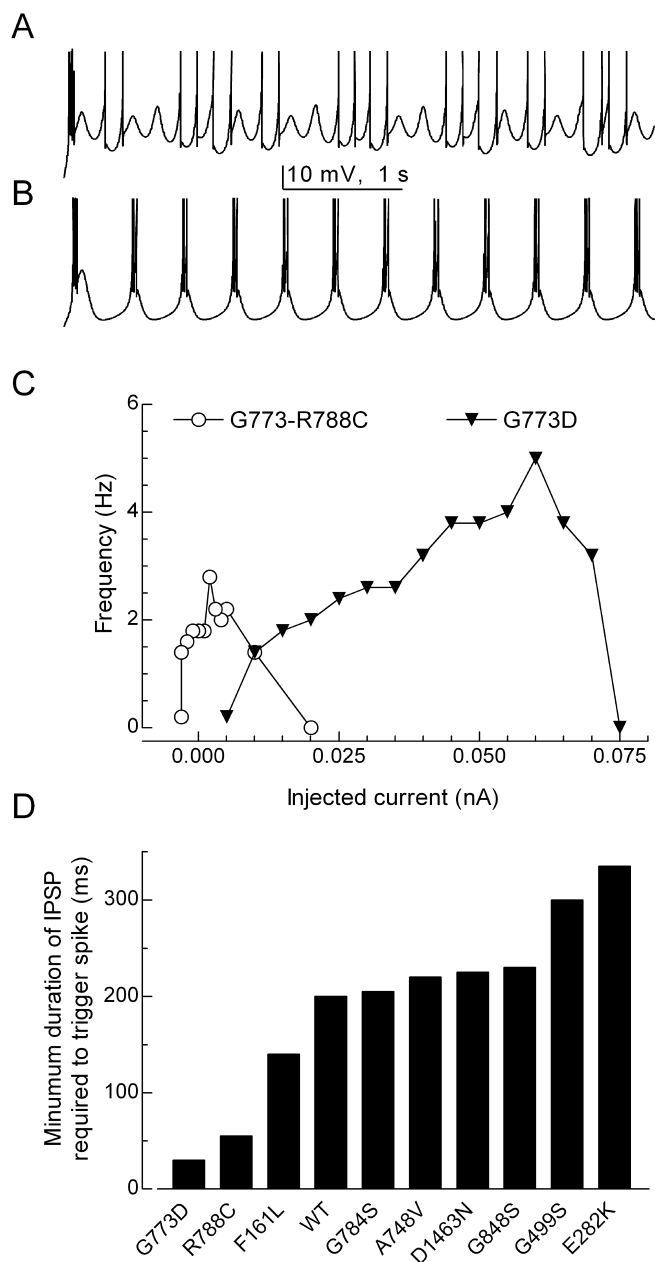 A
10 mV, 1 s
B
C
G773-R788C
G773D
6
4
2
0
Frequency (Hz)
0.000
0.025
0.050
0.075
Injected current (nA)
D
Minumum duration of IPSP
required to trigger spike (ms)
300
200
100
0
G773D
R788C
F161L
WT
G784S
A748V
D1463N
G848S
G499S
E282K